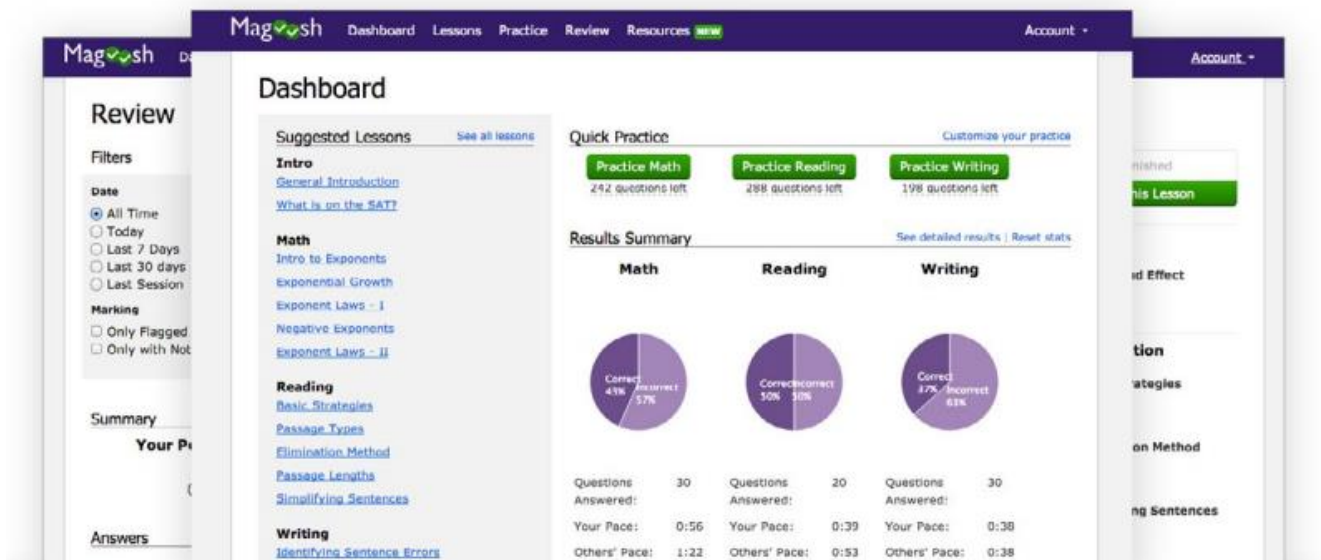 Magoosh Dashboard Lessons Practice Review Resources NEW Account
Dashboard
Suggested Lessons See all lessons
Intro
General Introduction
What is on the SAT?
Math
Intro to Exponents
Exponential Growth
Exponent Laws - I
Negative Exponents
Exponent Laws - II
Reading
Basic Strategies
Passage Types
Elimination Method
Passage Lengths
Simplifying Sentences
Writing
Identifying Sentence Errors
Quick Practice Customize your practice
Practice Math Practice Reading Practice Writing
242 questions left 288 questions left 198 questions left
Results Summary See detailed results | Reset stats
Math Reading Writing
Correct Incorrect Correct Incorrect Correct Incorrect
43% 57% 50% 50% 37% 63%
Questions Answered: 30 Questions Answered: 20 Questions Answered: 30
Your Pace: 0:56 Your Pace: 0:39 Your Pace: 0:38
Others' Pace: 1:22 Others' Pace: 0:53 Others' Pace: 0:38
Magoosh
Review
Filters
Date
All Time
Today
Last 7 Days
Last 30 days
Last Session
Marking
Only Flagged
Only with Not
Summary
Your P
Answers
Account
nished
his Lesson
nd Effect
tion
rategies
on Method
ng Sentences